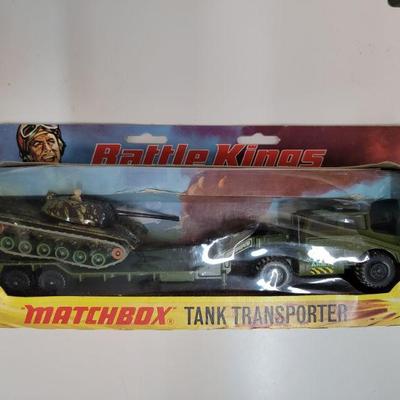 Battle Kings
MATCHBOX® TANK TRANSPORTER